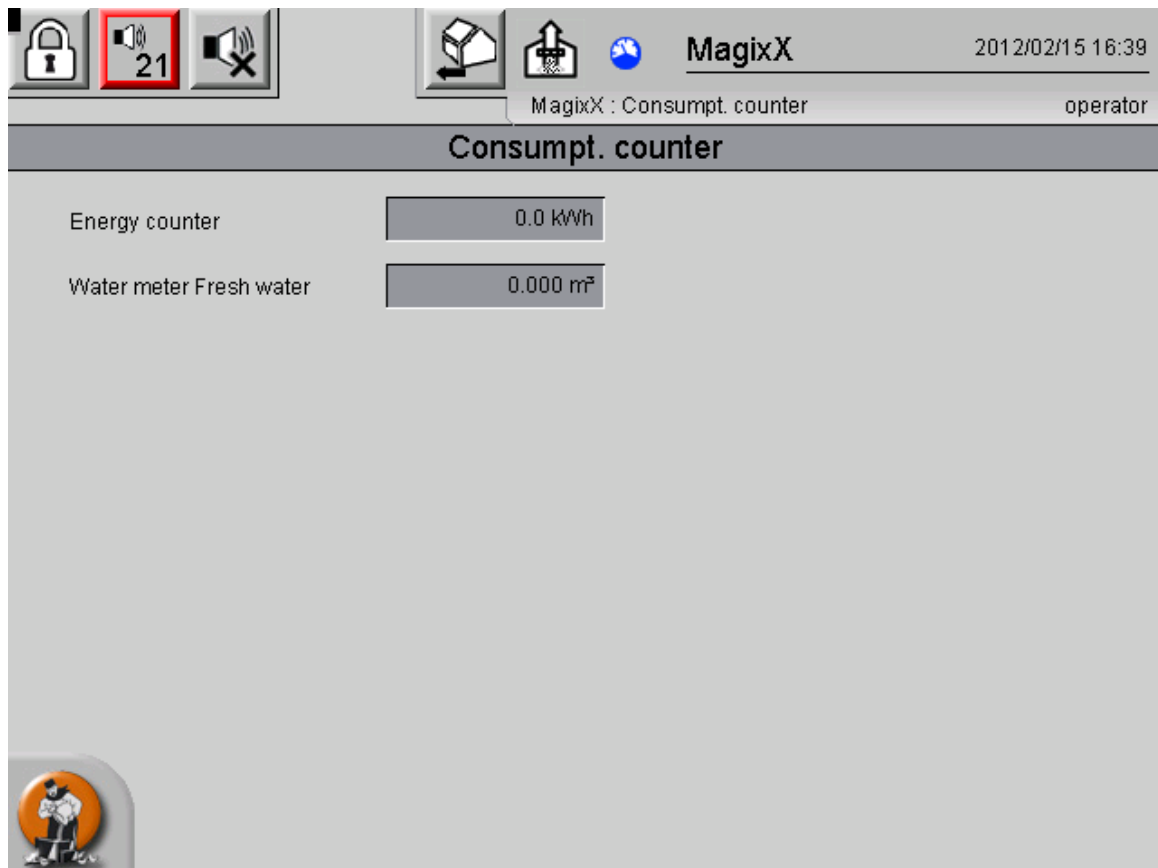 21
MagixX
2012/02/15 16:39
MagixX : Consumpt. counter
operator
Consumpt. counter
Energy counter
0.0 kWh
Water meter Fresh water
0.000 m³